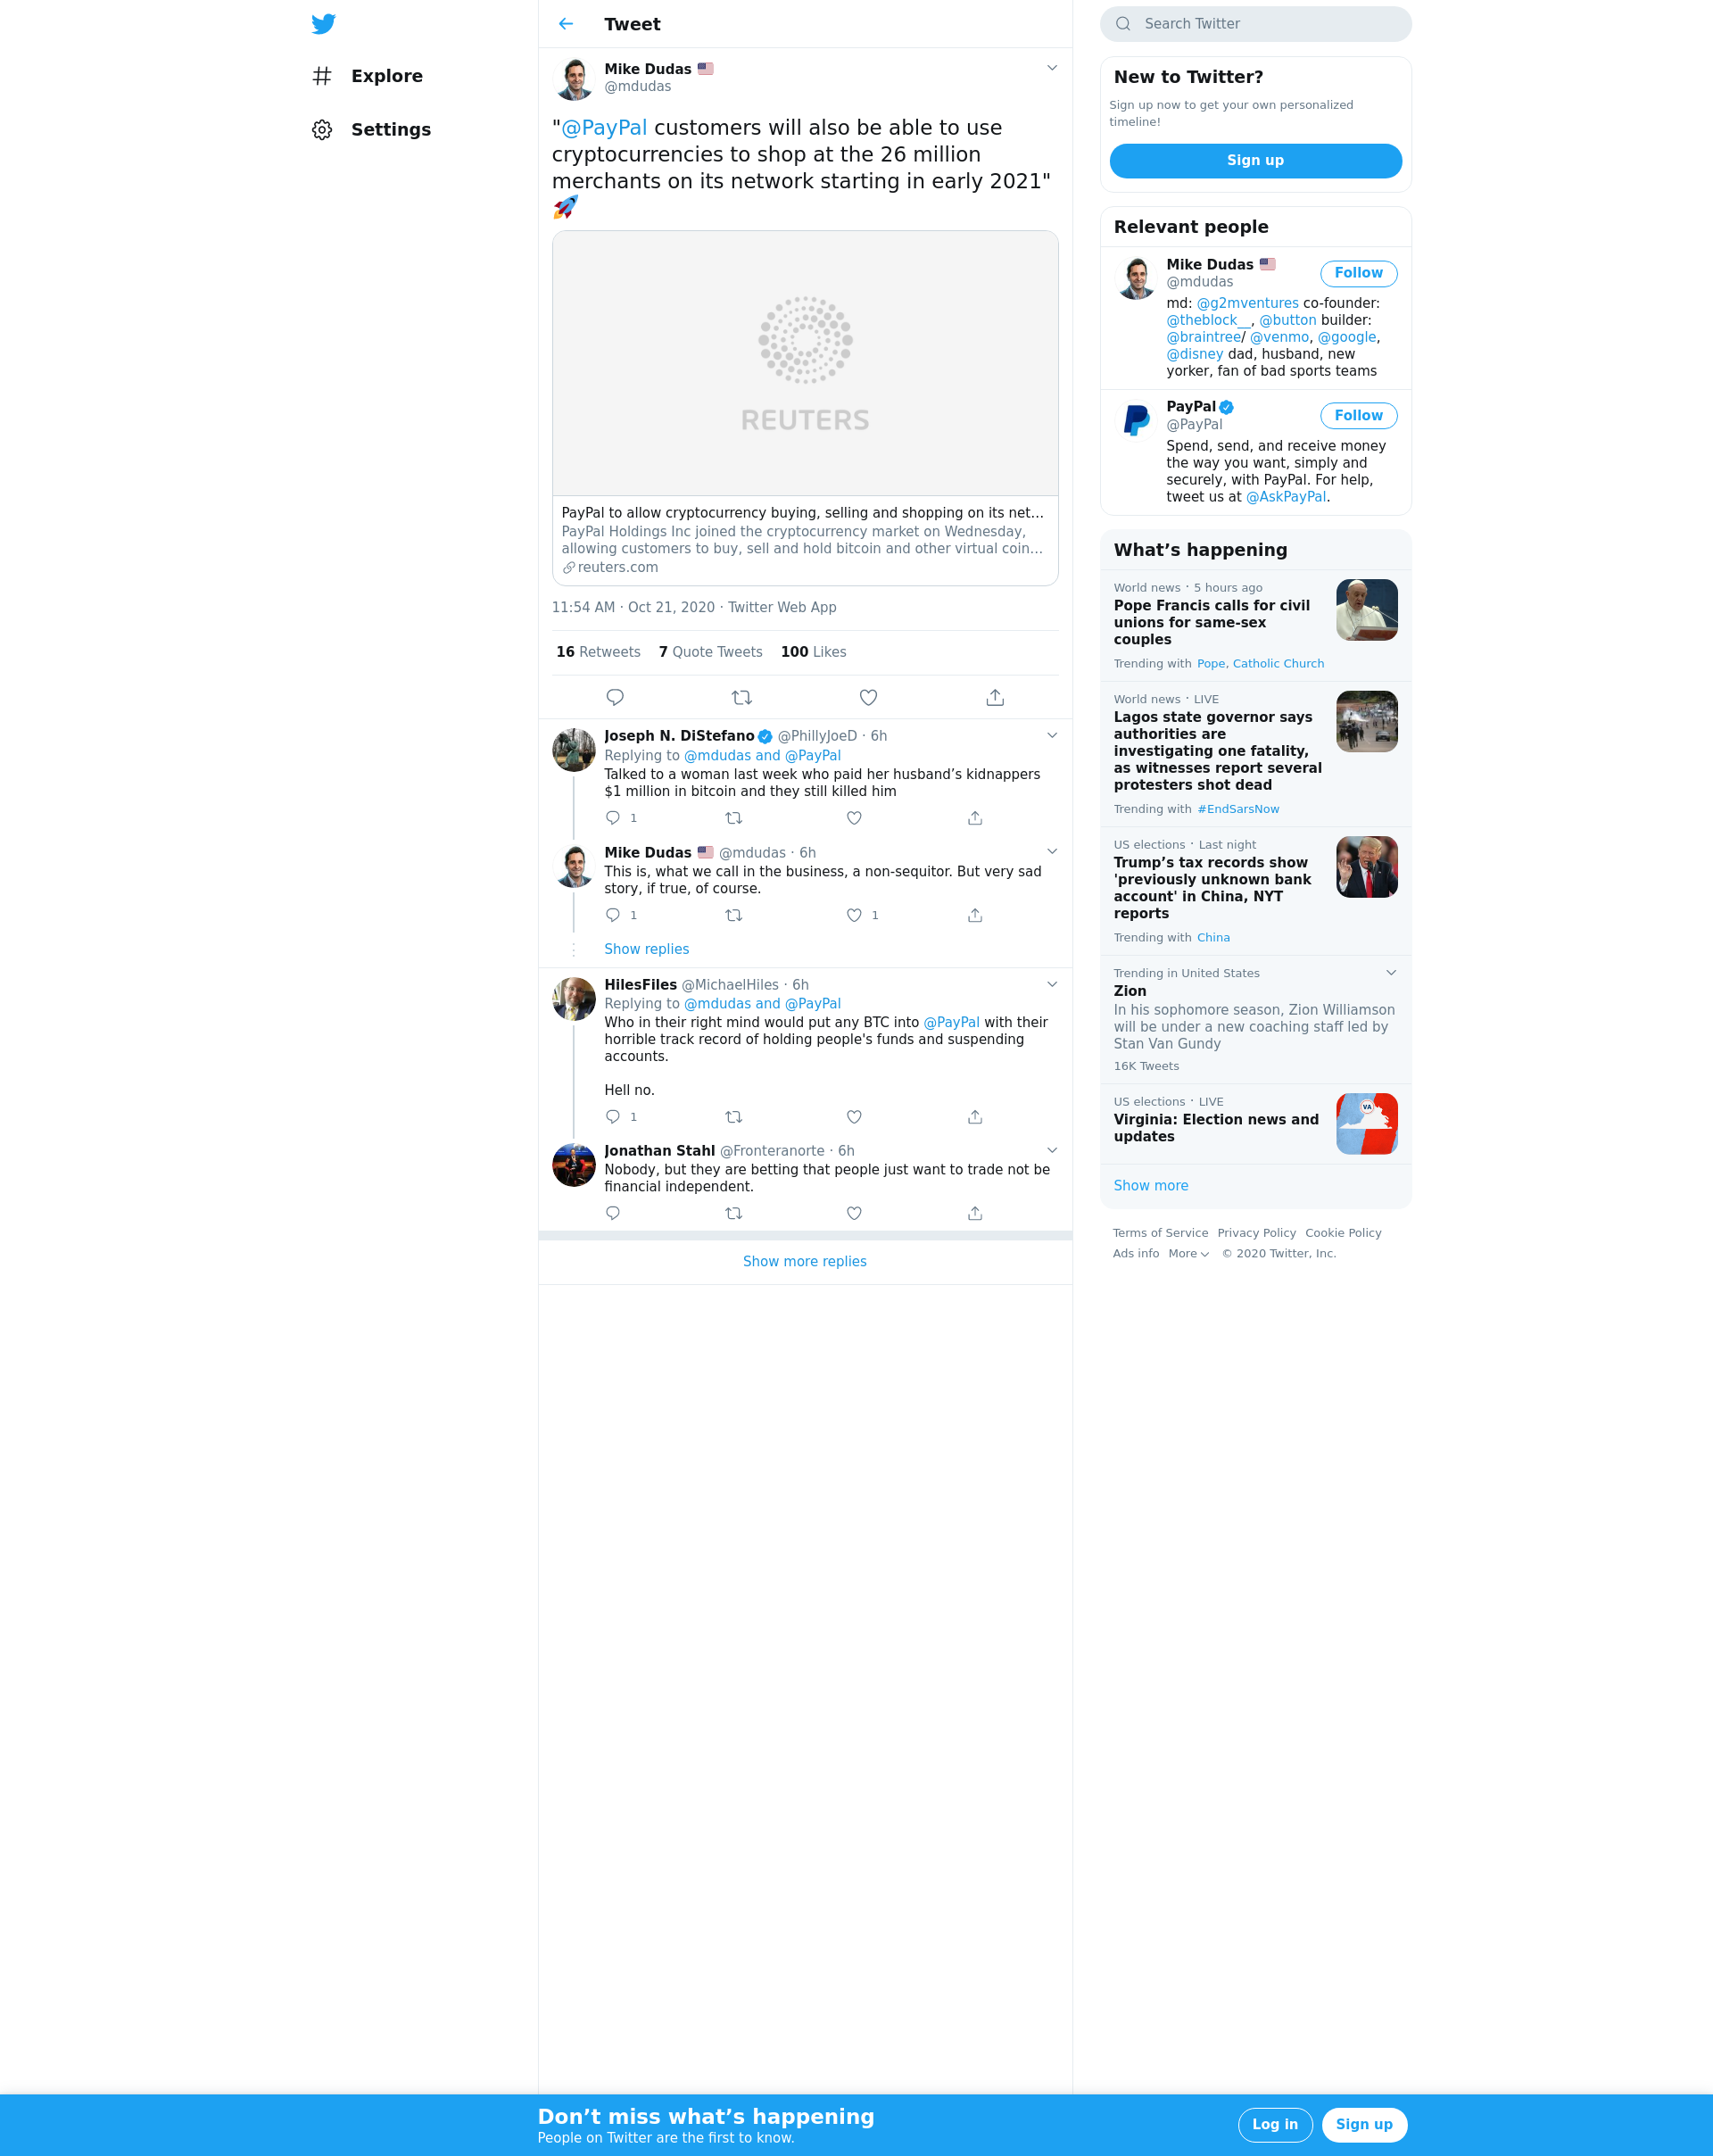 Explore
Settings
Tweet
Mike Dudas
@mdudas
"@PayPal customers will also be able to use
cryptocurrencies to shop at the 26 million
merchants on its network starting in early 2021"
🚀
REUTERS
PayPal to allow cryptocurrency buying, selling and shopping on its net…
PayPal Holdings Inc joined the cryptocurrency market on Wednesday,
allowing customers to buy, sell and hold bitcoin and other virtual coin…
reuters.com
11:54 AM · Oct 21, 2020 · Twitter Web App
16 Retweets 7 Quote Tweets 100 Likes
Joseph N. DiStefano @PhillyJoeD · 6h
Replying to @mdudas and @PayPal
Talked to a woman last week who paid her husband’s kidnappers
$1 million in bitcoin and they still killed him
1
Mike Dudas 🇺🇸 @mdudas · 6h
This is, what we call in the business, a non-sequitor. But very sad
story, if true, of course.
1 1
Show replies
HilesFiles @MichaelHiles · 6h
Replying to @mdudas and @PayPal
Who in their right mind would put any BTC into @PayPal with their
horrible track record of holding people's funds and suspending
accounts.
Hell no.
1
Jonathan Stahl @Fronteranorte · 6h
Nobody, but they are betting that people just want to trade not be
financial independent.
Show more replies
Search Twitter
New to Twitter?
Sign up now to get your own personalized
timeline!
Sign up
Relevant people
Mike Dudas 🇺🇸
@mdudas
Follow
md: @g2mventures co-founder:
@theblock__, @button builder:
@braintree/ @venmo, @google,
@disney dad, husband, new
yorker, fan of bad sports teams
PayPal
@PayPal
Follow
Spend, send, and receive money
the way you want, simply and
securely, with PayPal. For help,
tweet us at @AskPayPal.
What’s happening
World news · 5 hours ago
Pope Francis calls for civil
unions for same-sex
couples
Trending with Pope, Catholic Church
World news · LIVE
Lagos state governor says
authorities are
investigating one fatality,
as witnesses report several
protesters shot dead
Trending with #EndSarsNow
US elections · Last night
Trump’s tax records show
'previously unknown bank
account' in China, NYT
reports
Trending with China
Trending in United States
Zion
In his sophomore season, Zion Williamson
will be under a new coaching staff led by
Stan Van Gundy
16K Tweets
US elections · LIVE
Virginia: Election news and
updates
VA
Show more
Terms of Service Privacy Policy Cookie Policy
Ads info More © 2020 Twitter, Inc.
Don’t miss what’s happening
People on Twitter are the first to know.
Log in
Sign up